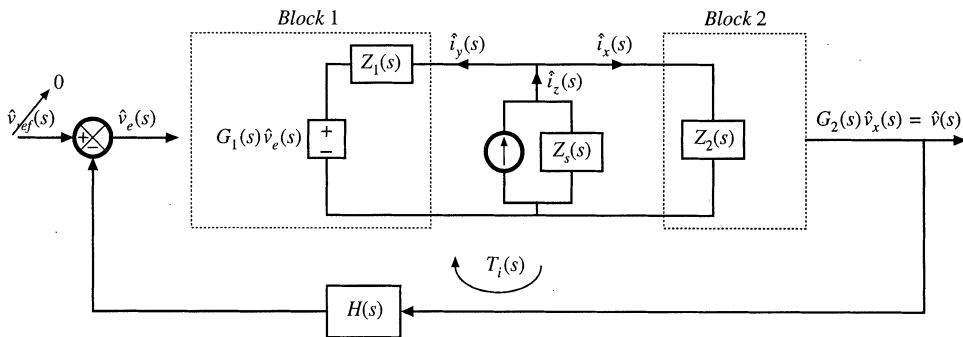 Block 1
Block 2
0
v̂ref(s)
v̂e(s)
+
−
G1(s) v̂e(s)
+
−
Z1(s)
îy(s)
îz(s)
îx(s)
Zs(s)
Z2(s)
G2(s) v̂x(s) = v̂(s)
Ti(s)
H(s)